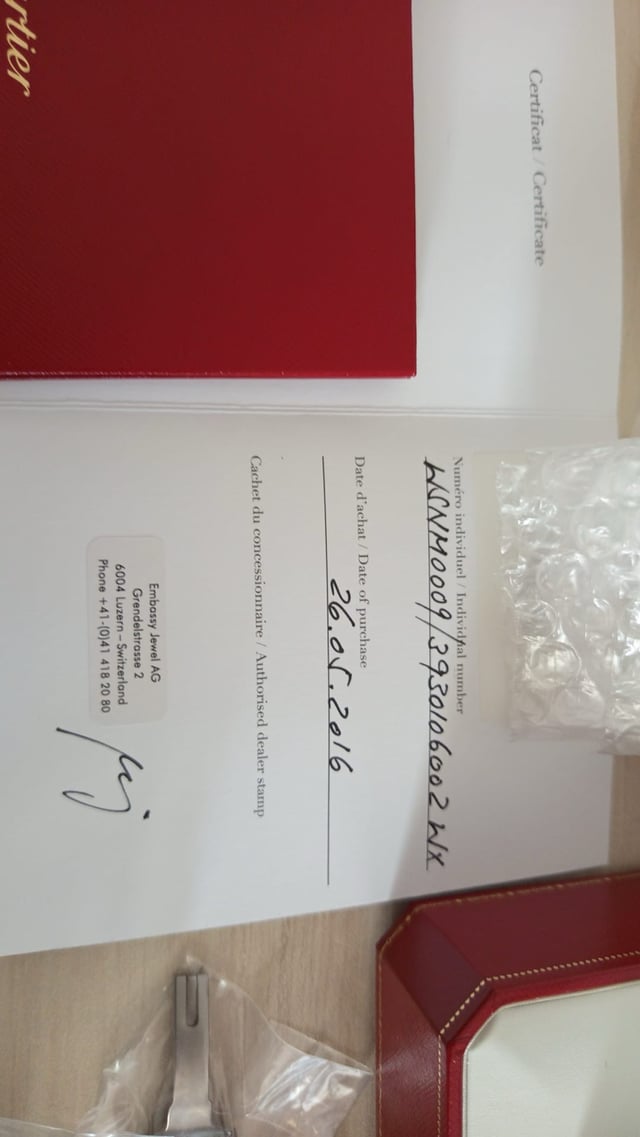 rtier
Certificat / Certificate
Numéro individuel / Individual number
WSNM0009/3930106002 WX
Date d'achat / Date of purchase
26.05.2016
Cachet du concessionnaire / Authorised dealer stamp
Embassy Jewel AG
Grendelstrasse 2
6004 Luzern – Switzerland
Phone +41-(0)41 418 20 80